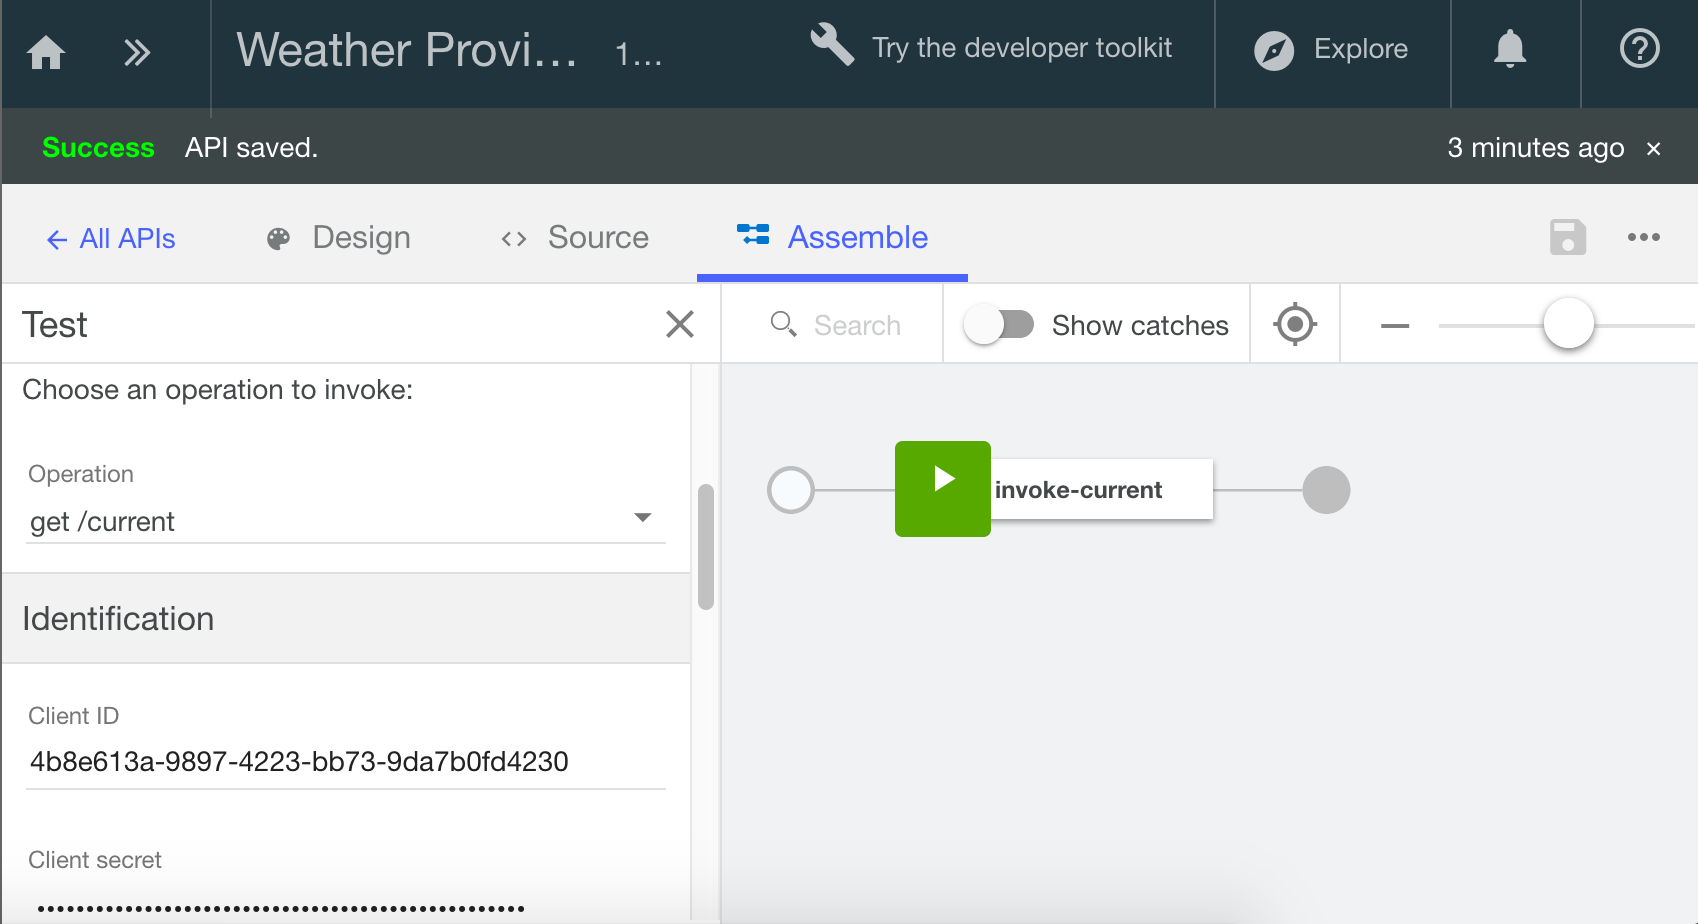 Weather Provi... 1...
Try the developer toolkit
Explore
Success API saved.
3 minutes ago ×
All APIs
Design
Source
Assemble
Test
Search
Show catches
Choose an operation to invoke:
Operation
get /current
invoke-current
Identification
Client ID
4b8e613a-9897-4223-bb73-9da7b0fd4230
Client secret